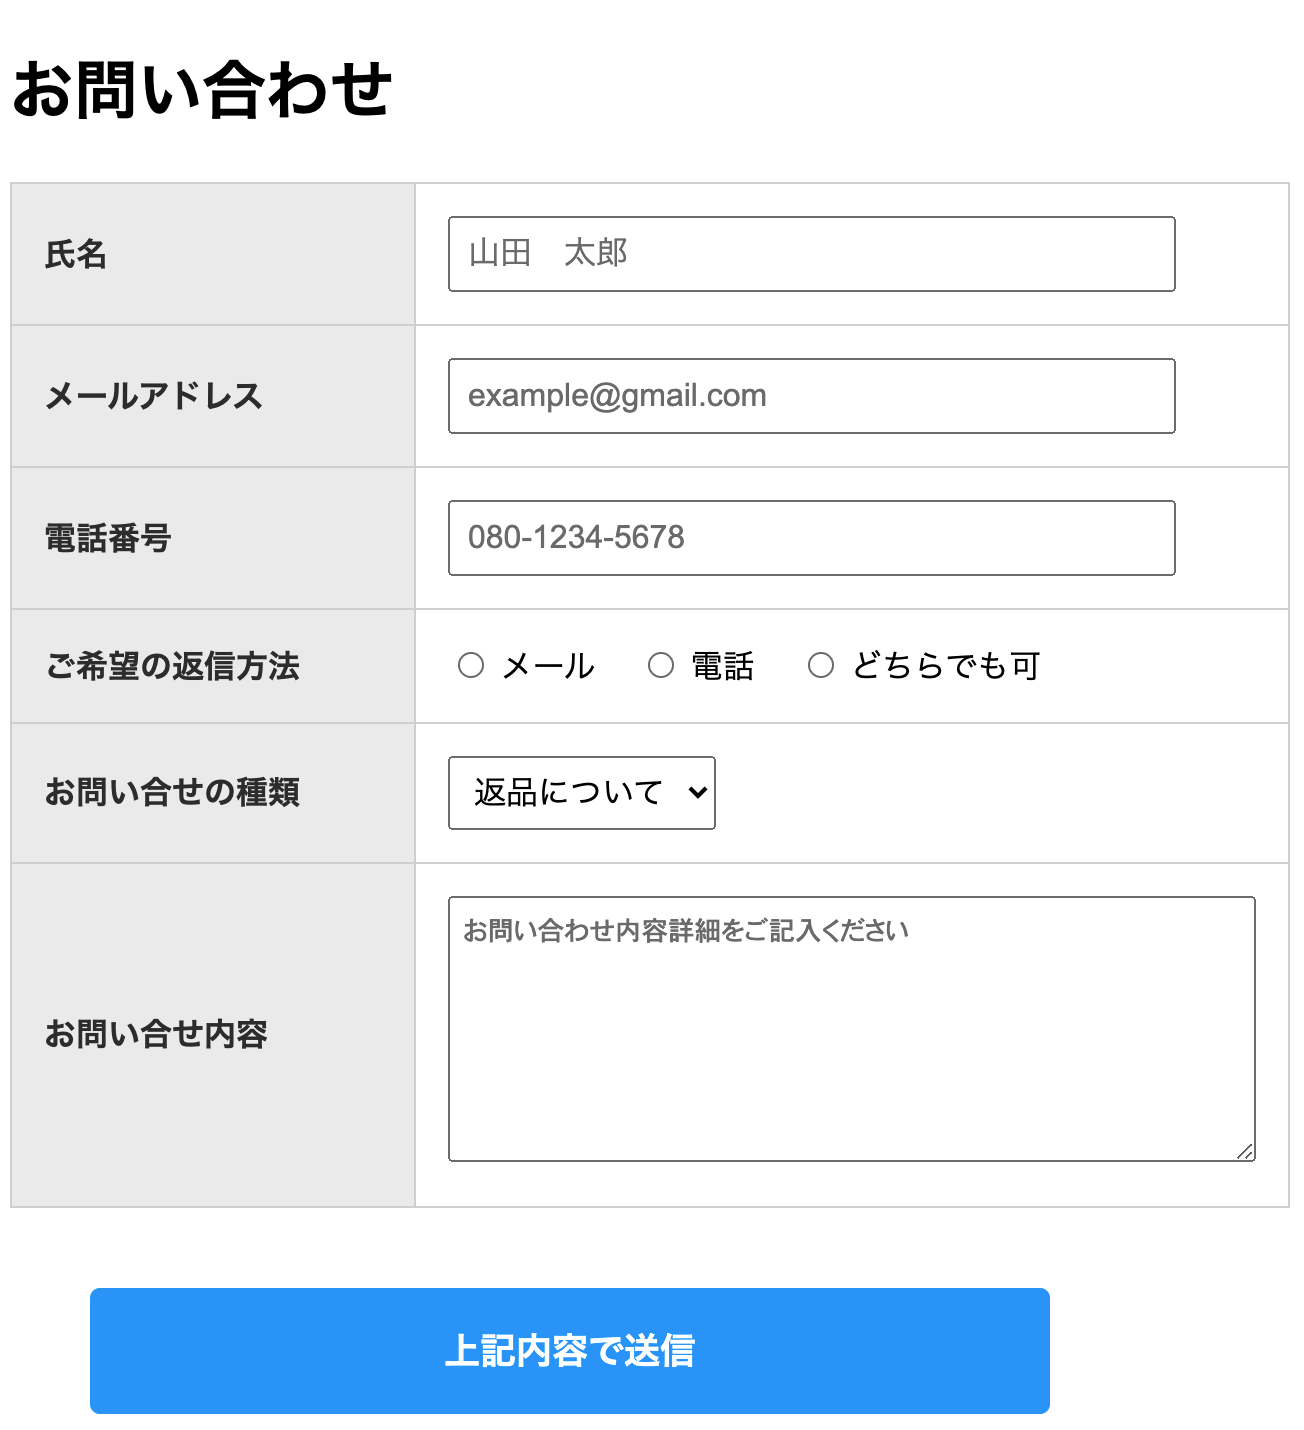 お問い合わせ
氏名
山田　太郎
メールアドレス
example@gmail.com
電話番号
080-1234-5678
ご希望の返信方法
メール 電話 どちらでも可
お問い合せの種類
返品について
お問い合せ内容
お問い合わせ内容詳細をご記入ください
上記内容で送信